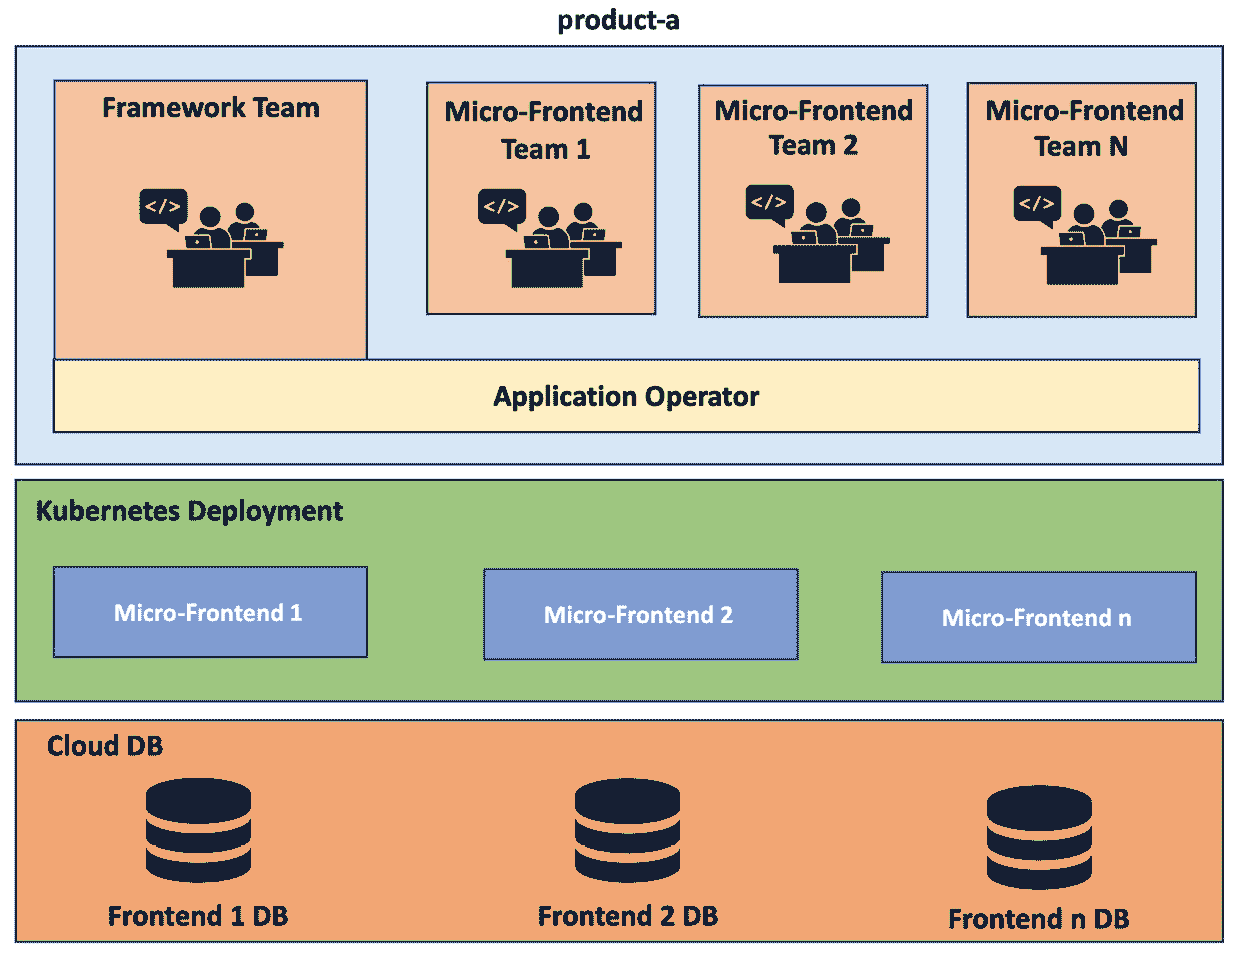 product-a
Framework Team
</>
Micro-Frontend
Team 1
</>
Micro-Frontend
Team 2
</>
Micro-Frontend
Team N
</>
Application Operator
Kubernetes Deployment
Micro-Frontend 1
Micro-Frontend 2
Micro-Frontend n
Cloud DB
Frontend 1 DB
Frontend 2 DB
Frontend n DB